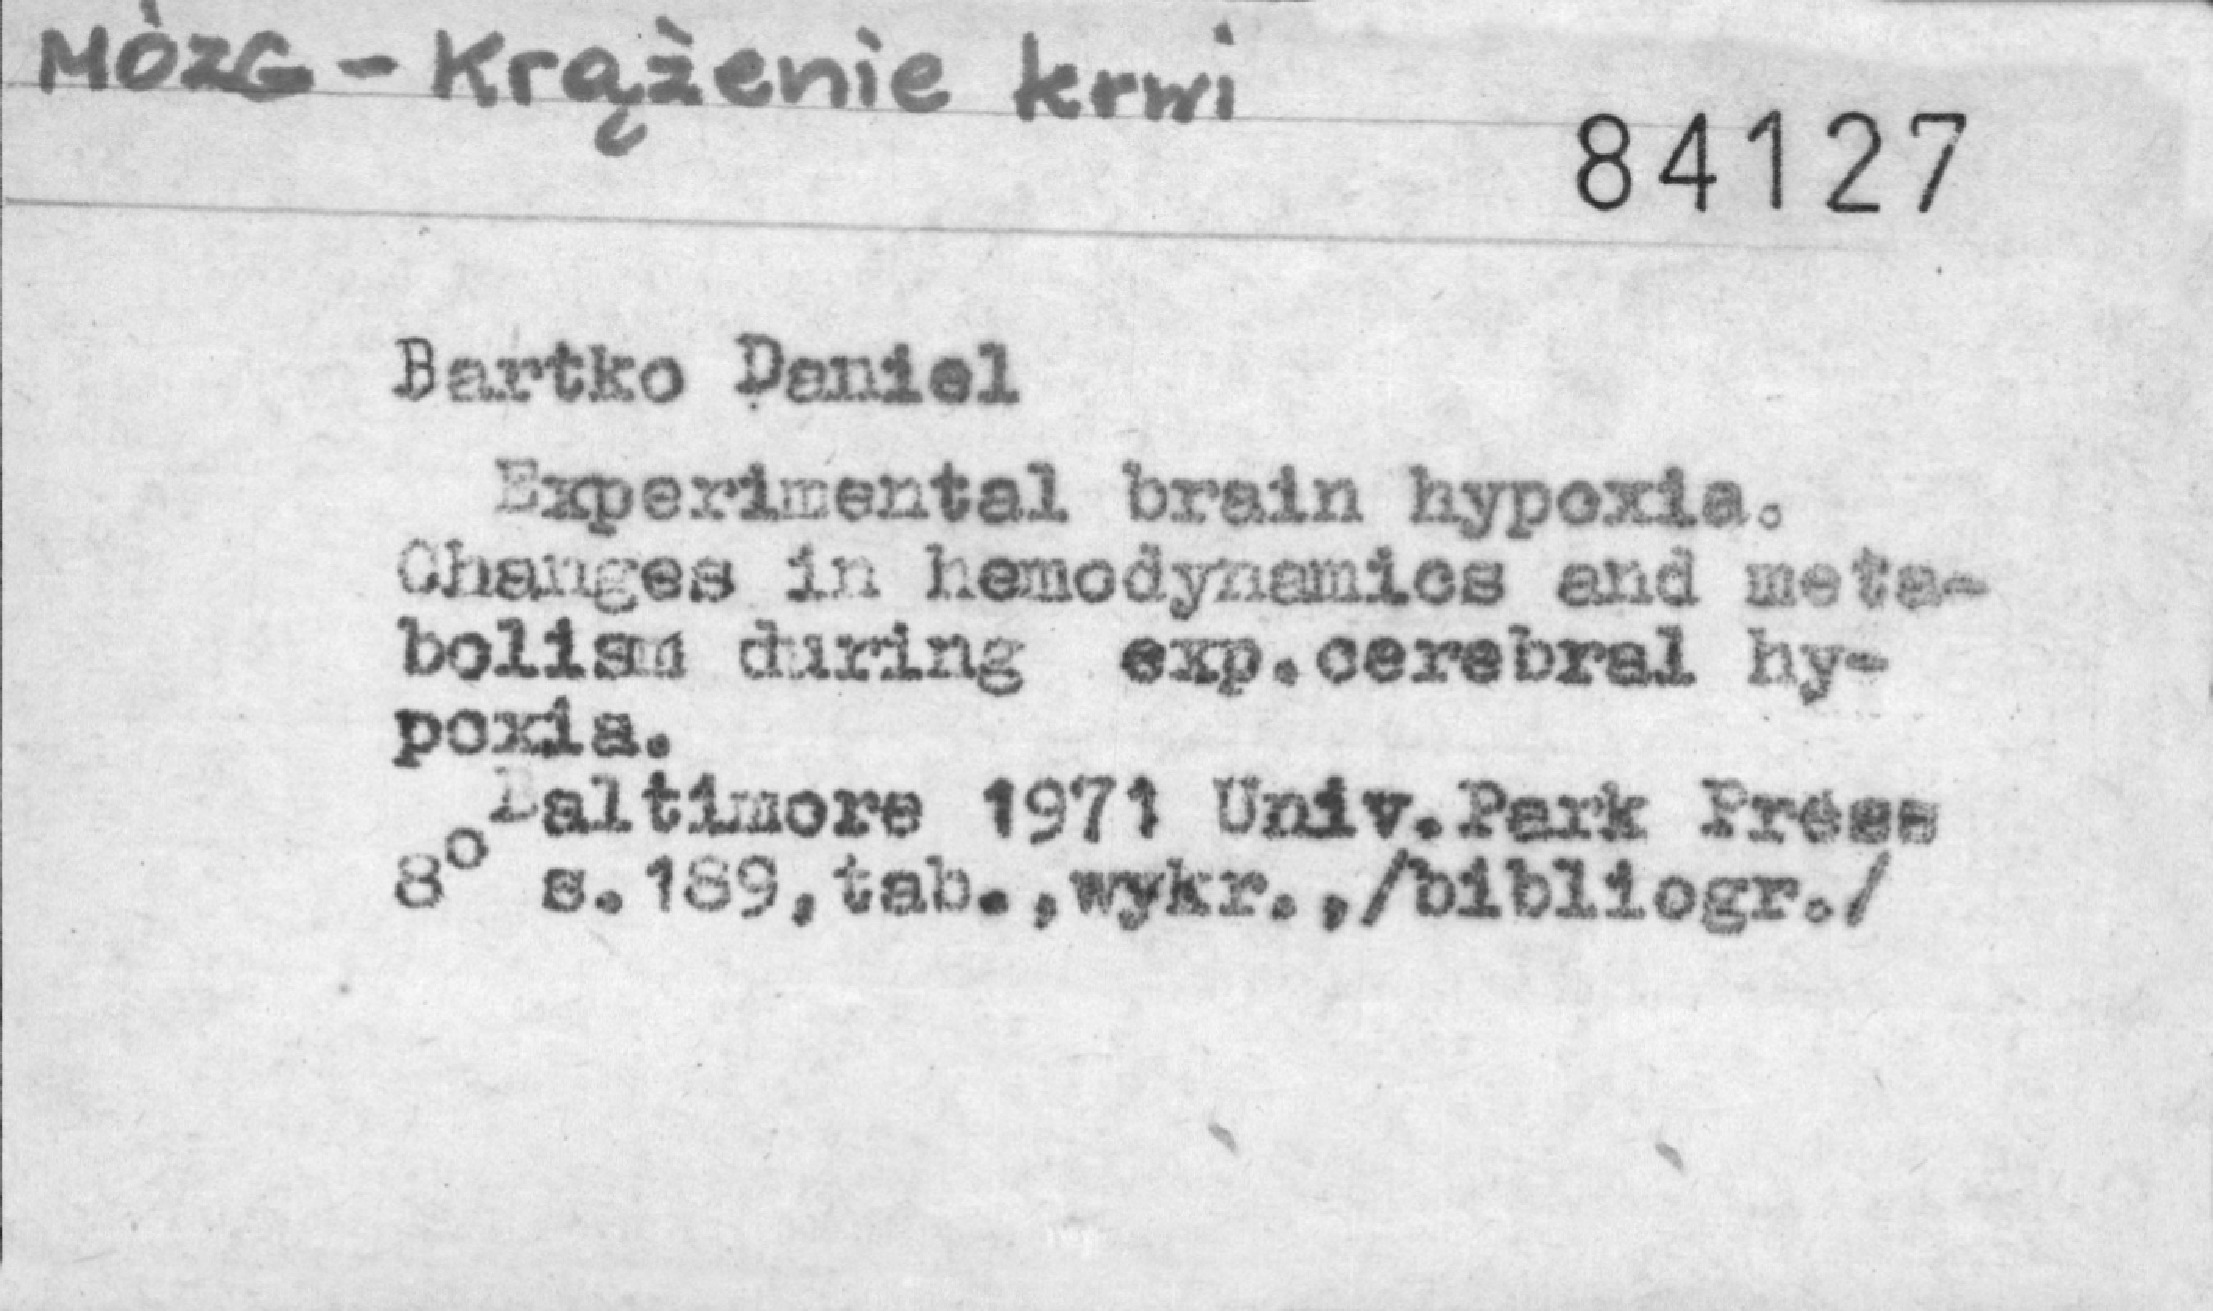 MÓZG - Krążenie krwi
84127
Bartko Daniel
Experimental brain hypoxia.
Changes in hemodynamics and meta-
bolism during exp.cerebral hy-
poxia.
Baltimore 1971 Univ.Park Press
8° s.189,tab.,wykr.,/bibliogr./